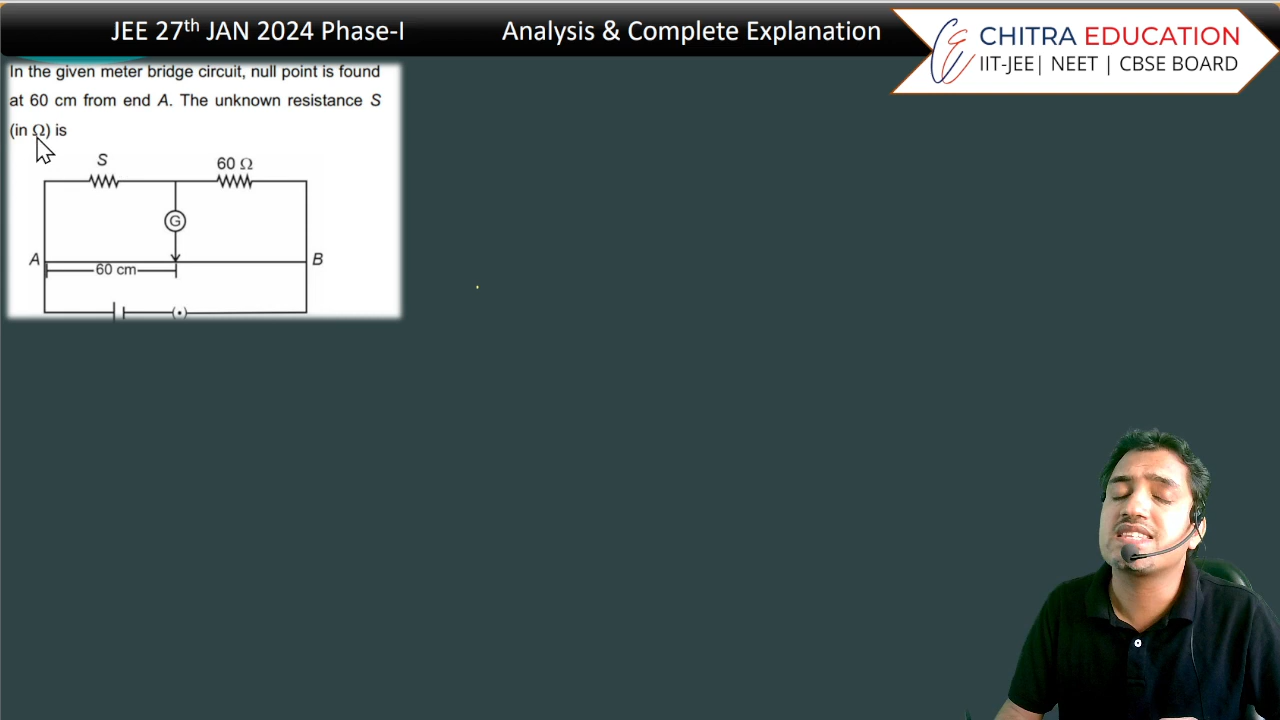 JEE 27th JAN 2024 Phase-I
Analysis & Complete Explanation
CHITRA EDUCATION
IIT-JEE| NEET | CBSE BOARD
In the given meter bridge circuit, null point is found
at 60 cm from end A. The unknown resistance S
(in Ω) is
S
60 Ω
G
A
60 cm
B